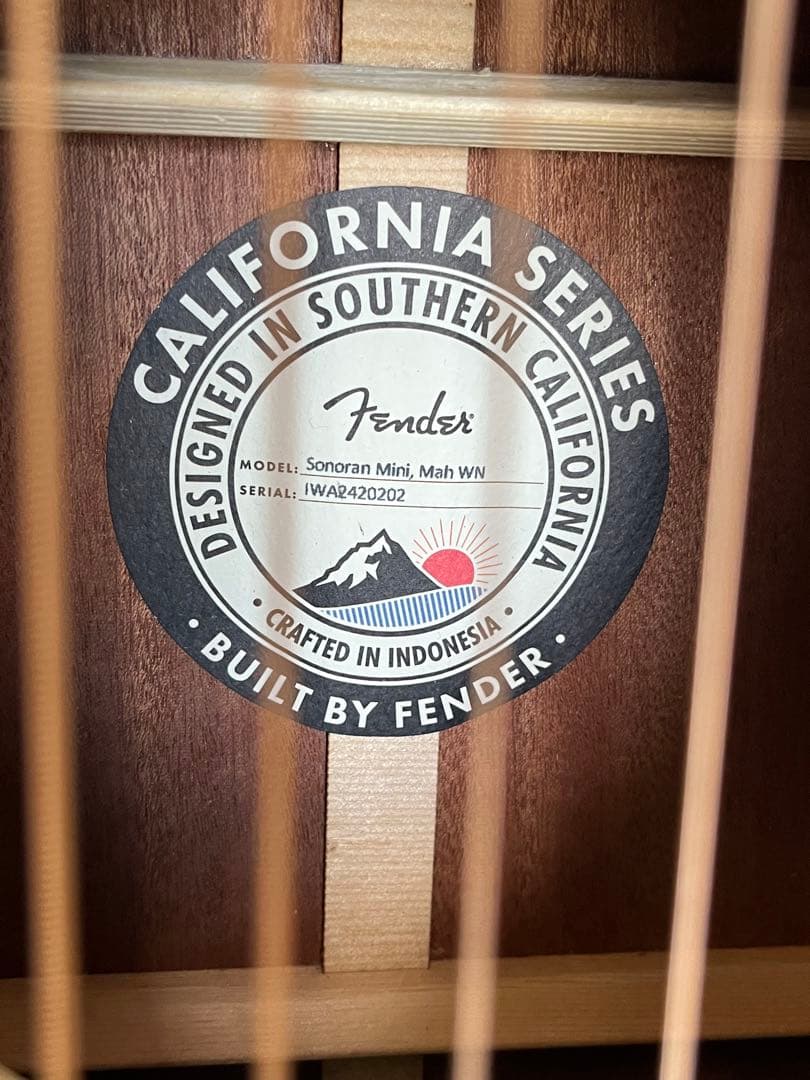 CALIFORNIA SERIES
DESIGNED IN SOUTHERN CALIFORNIA
Fender
MODEL: Sonoran Mini, Mah WN
SERIAL: IWA2420202
• CRAFTED IN INDONESIA •
• BUILT BY FENDER •